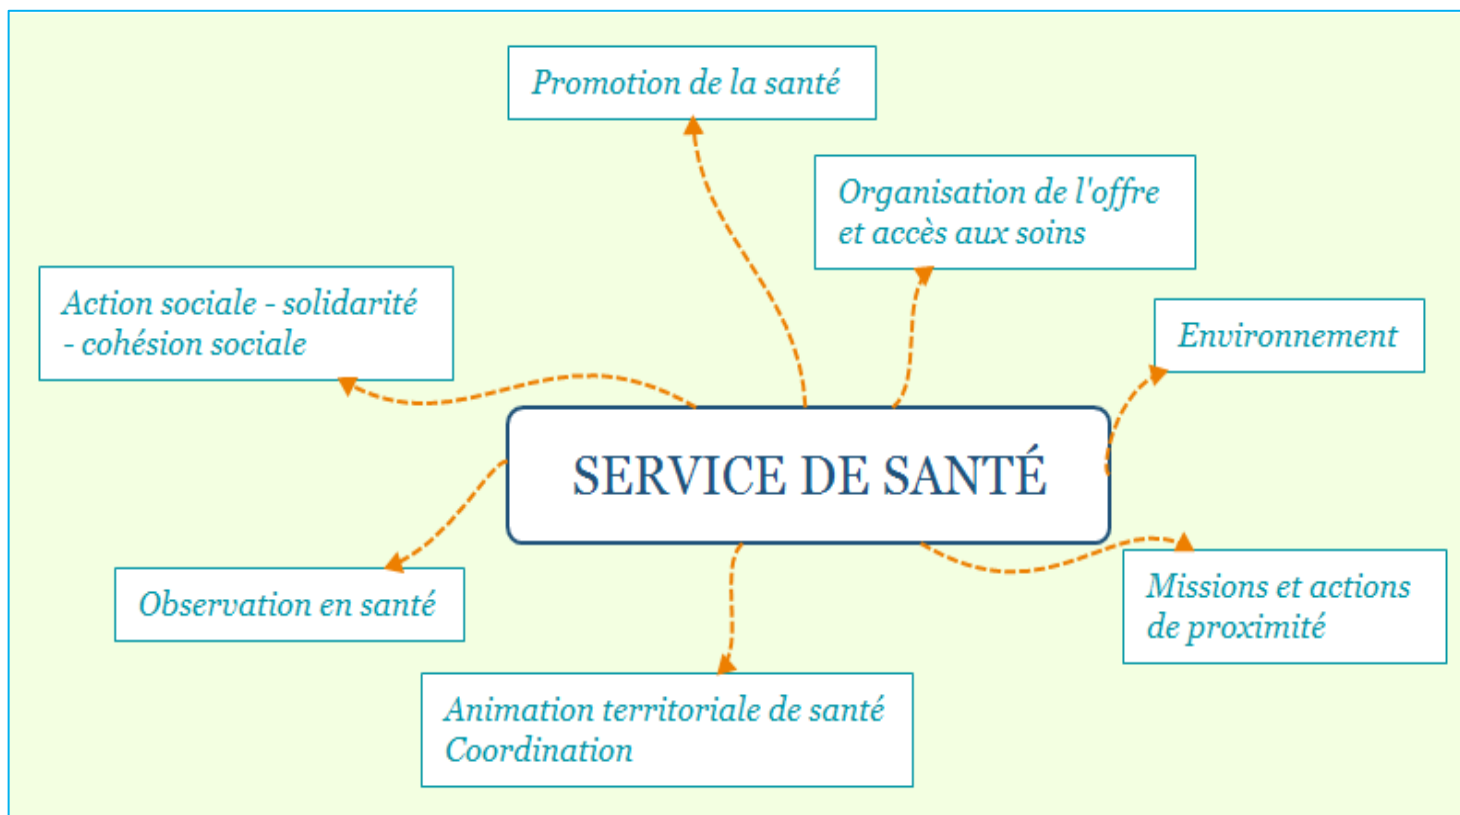 Promotion de la santé
Organisation de l'offre
et accès aux soins
Action sociale - solidarité
- cohésion sociale
Environnement
SERVICE DE SANTÉ
Observation en santé
Missions et actions
de proximité
Animation territoriale de santé
Coordination